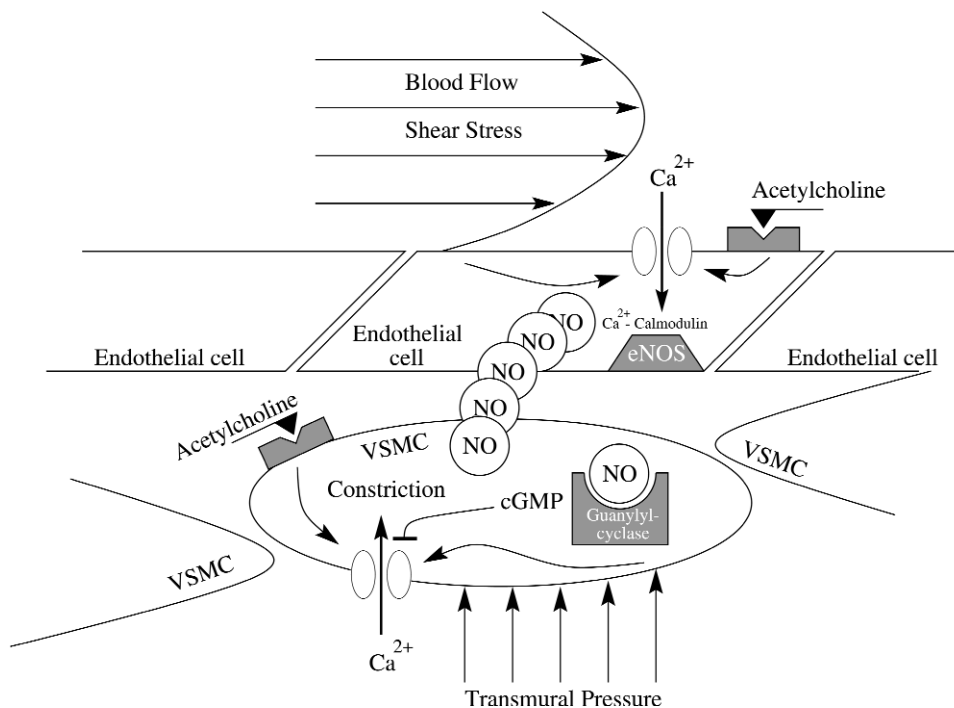 Blood Flow
Shear Stress
Ca2+
Acetylcholine
NO
NO
NO
NO
NO
Ca2+- Calmodulin
eNOS
Endothelial cell
Endothelial
cell
Endothelial cell
Acetylcholine
VSMC
VSMC
Constriction
cGMP
NO
Guanylyl-
cyclase
VSMC
Ca2+
Transmural Pressure